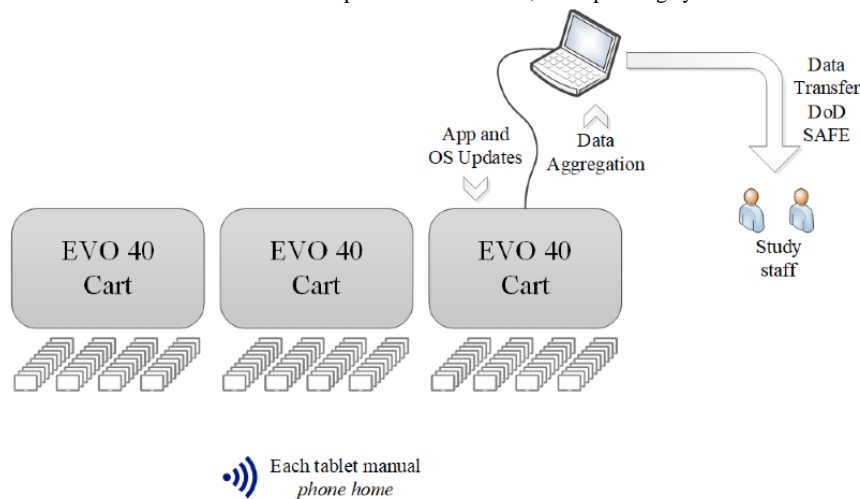 App and
OS Updates
Data
Aggregation
Data
Transfer
DoD
SAFE
EVO 40
Cart
EVO 40
Cart
EVO 40
Cart
Study
staff
Each tablet manual
phone home